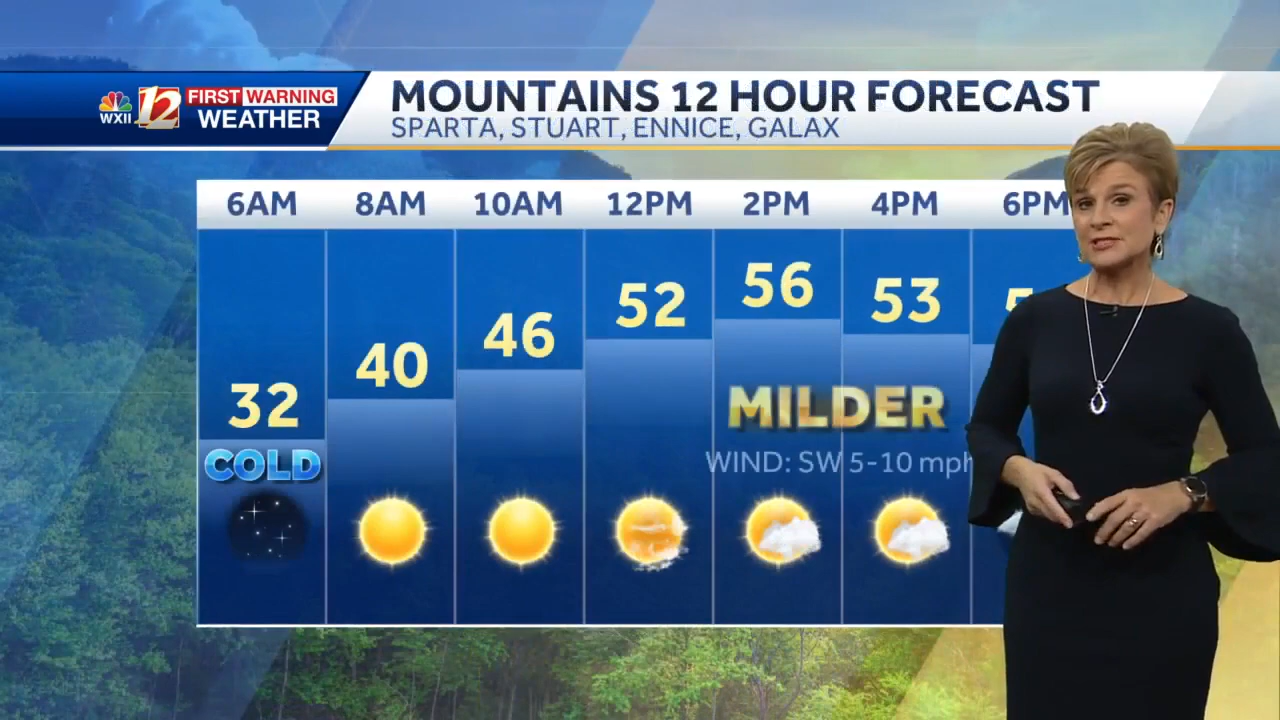 WXII 12 FIRST WARNING
WEATHER
MOUNTAINS 12 HOUR FORECAST
SPARTA, STUART, ENNICE, GALAX
6AM 8AM 10AM 12PM 2PM 4PM 6PM
32 40 46 52 56 53
COLD
MILDER
WIND: SW 5-10 mph